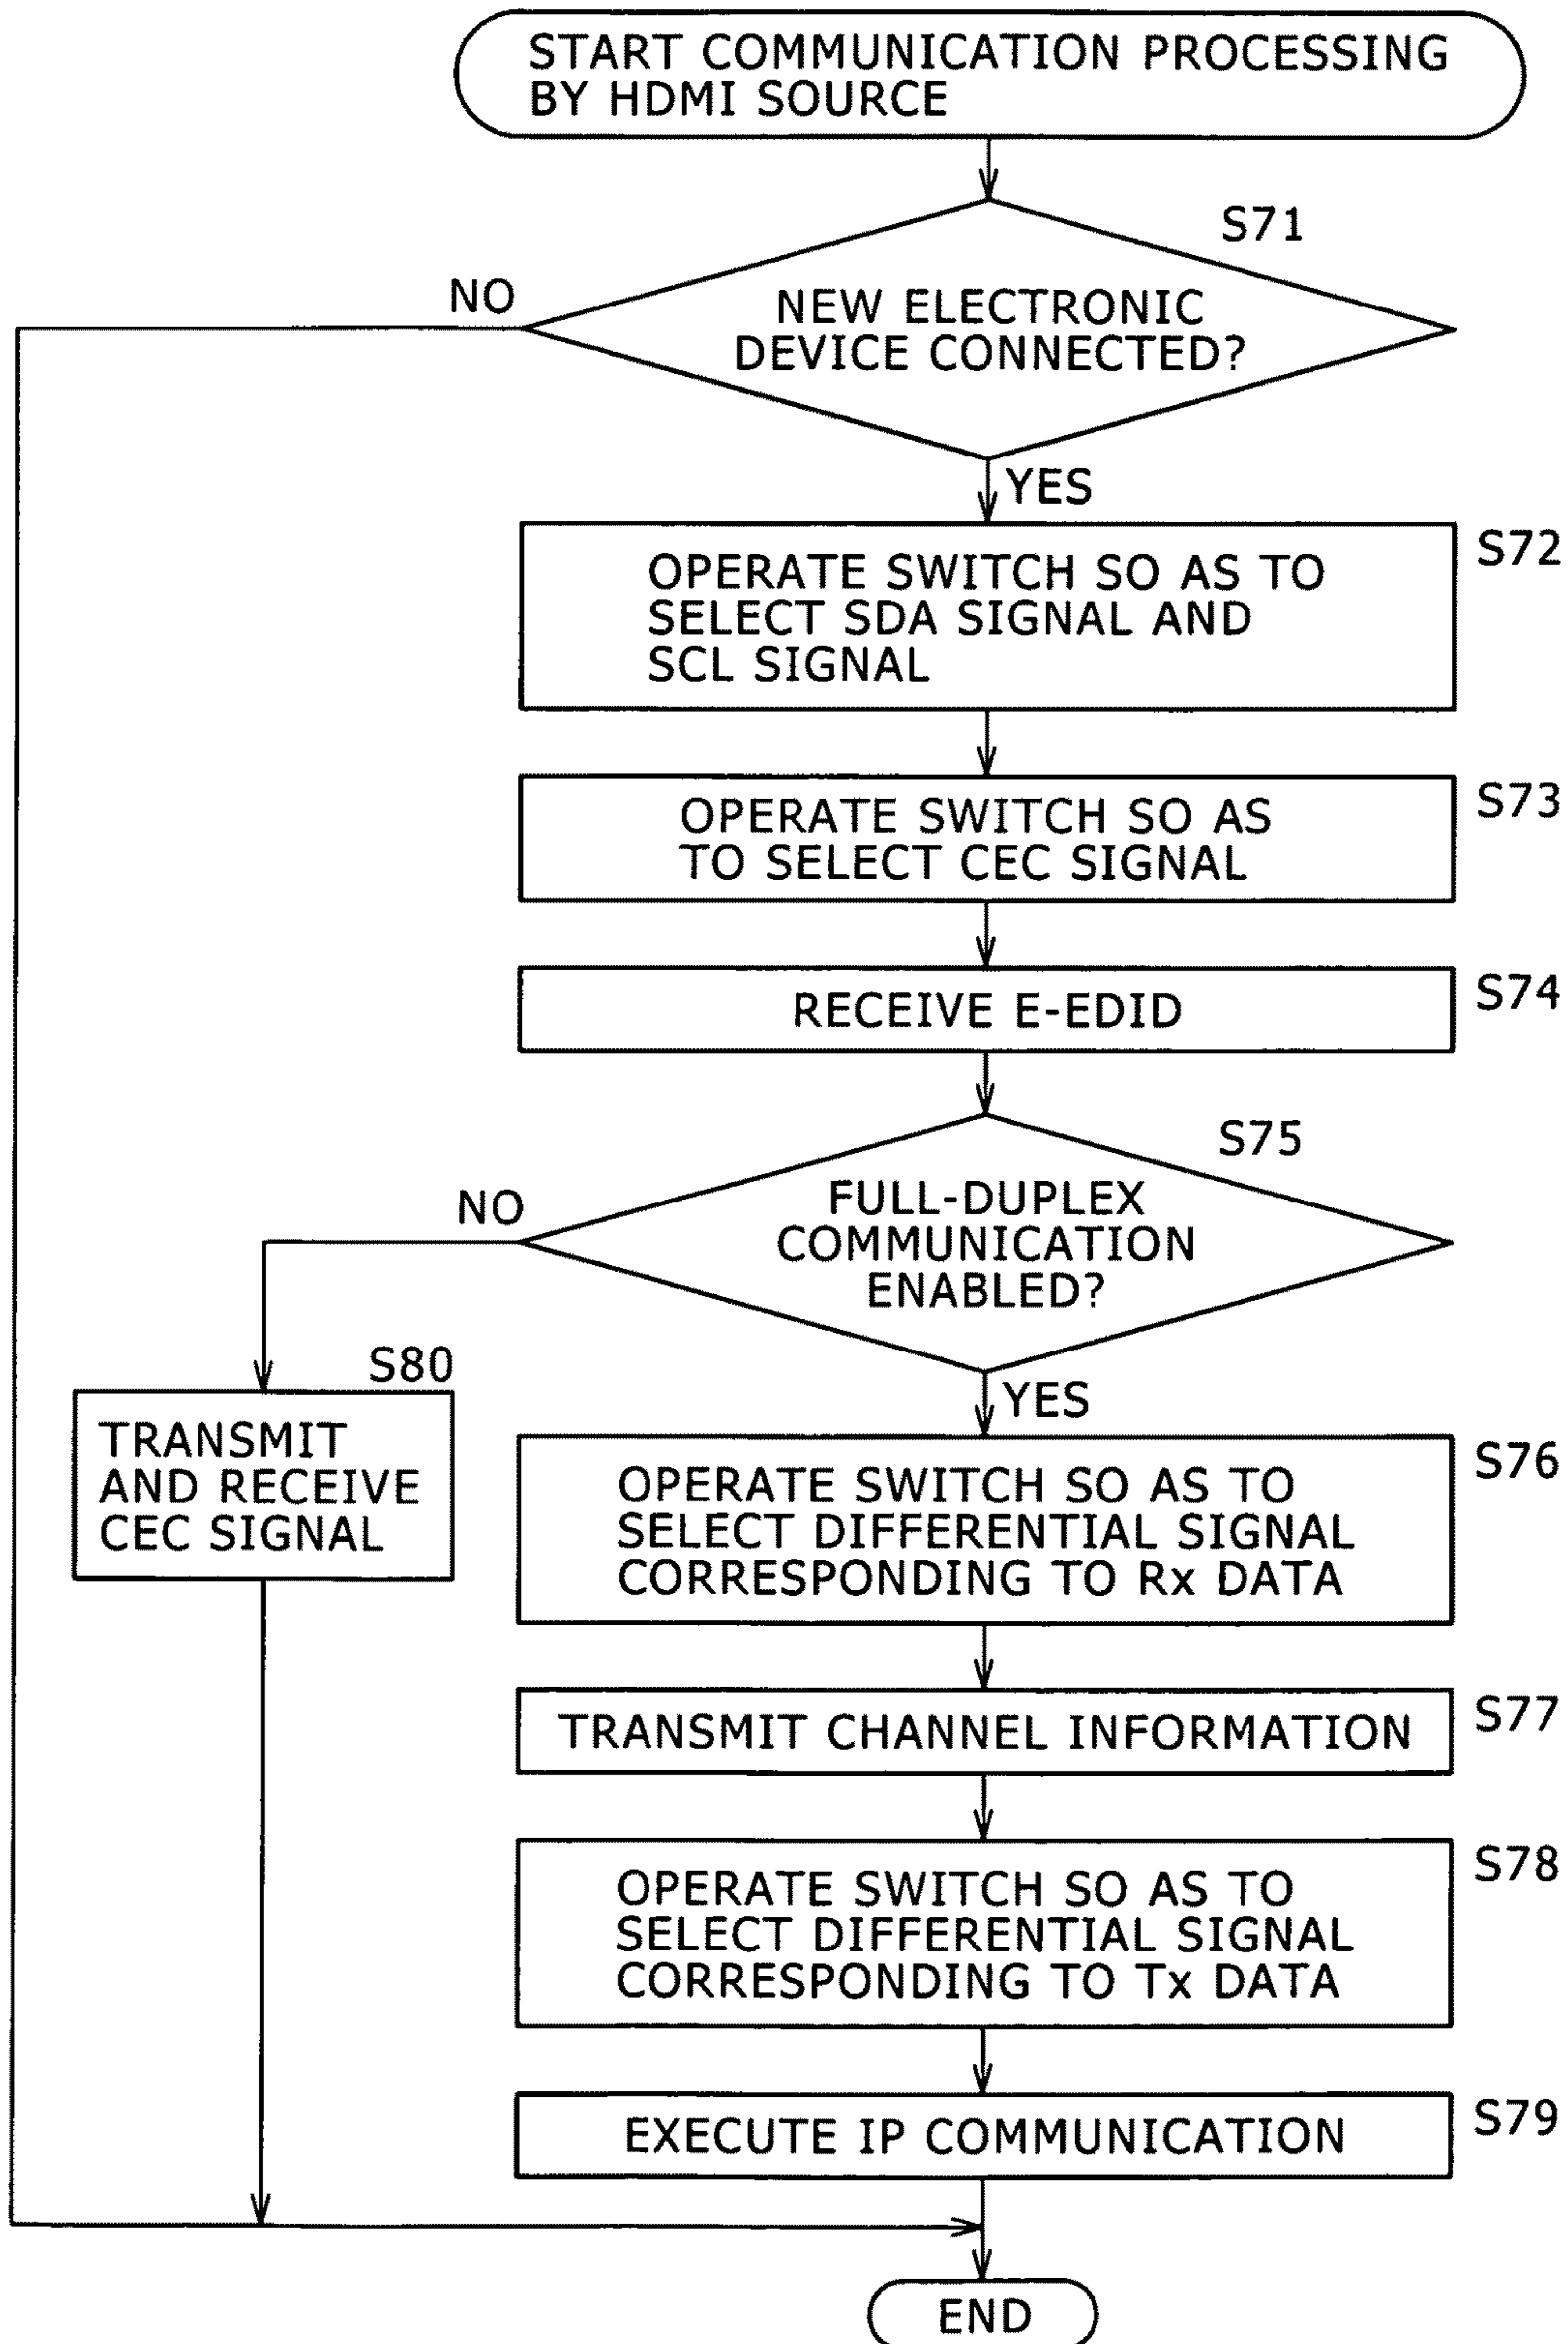 START COMMUNICATION PROCESSING
BY HDMI SOURCE
S71
NO
NEW ELECTRONIC
DEVICE CONNECTED?
YES
S72
OPERATE SWITCH SO AS TO
SELECT SDA SIGNAL AND
SCL SIGNAL
S73
OPERATE SWITCH SO AS
TO SELECT CEC SIGNAL
S74
RECEIVE E-EDID
S75
NO
FULL-DUPLEX
COMMUNICATION
ENABLED?
S80
YES
TRANSMIT
AND RECEIVE
CEC SIGNAL
S76
OPERATE SWITCH SO AS TO
SELECT DIFFERENTIAL SIGNAL
CORRESPONDING TO Rx DATA
S77
TRANSMIT CHANNEL INFORMATION
S78
OPERATE SWITCH SO AS TO
SELECT DIFFERENTIAL SIGNAL
CORRESPONDING TO Tx DATA
S79
EXECUTE IP COMMUNICATION
END